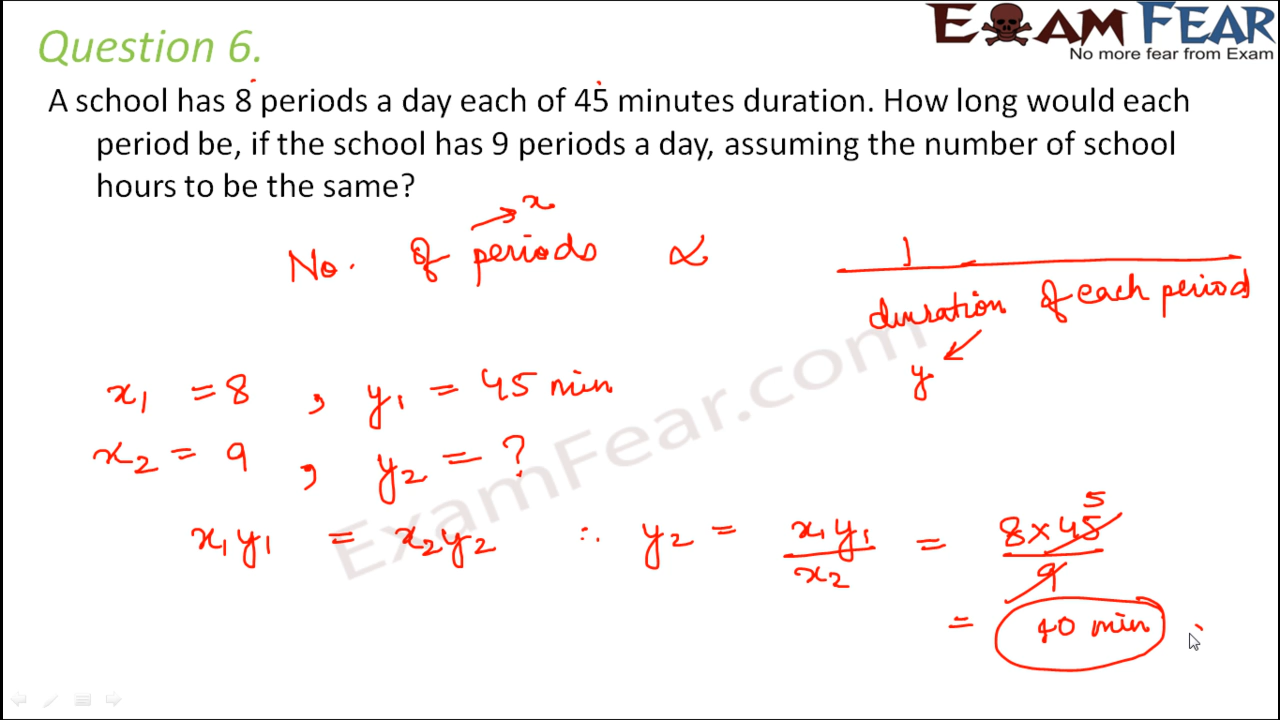 Question 6.
EXAM FEAR
No more fear from Exam
A school has 8 periods a day each of 45 minutes duration. How long would each
period be, if the school has 9 periods a day, assuming the number of school
hours to be the same?
x
No. of periods ∝ 1
duration of each period
y
x1 = 8 , y1 = 45 min
x2 = 9 , y2 = ?
x1y1 = x2y2 ∴ y2 = x1y1 / x2 = 8 × 45 / 9
5
= 40 min
ExamFear.com